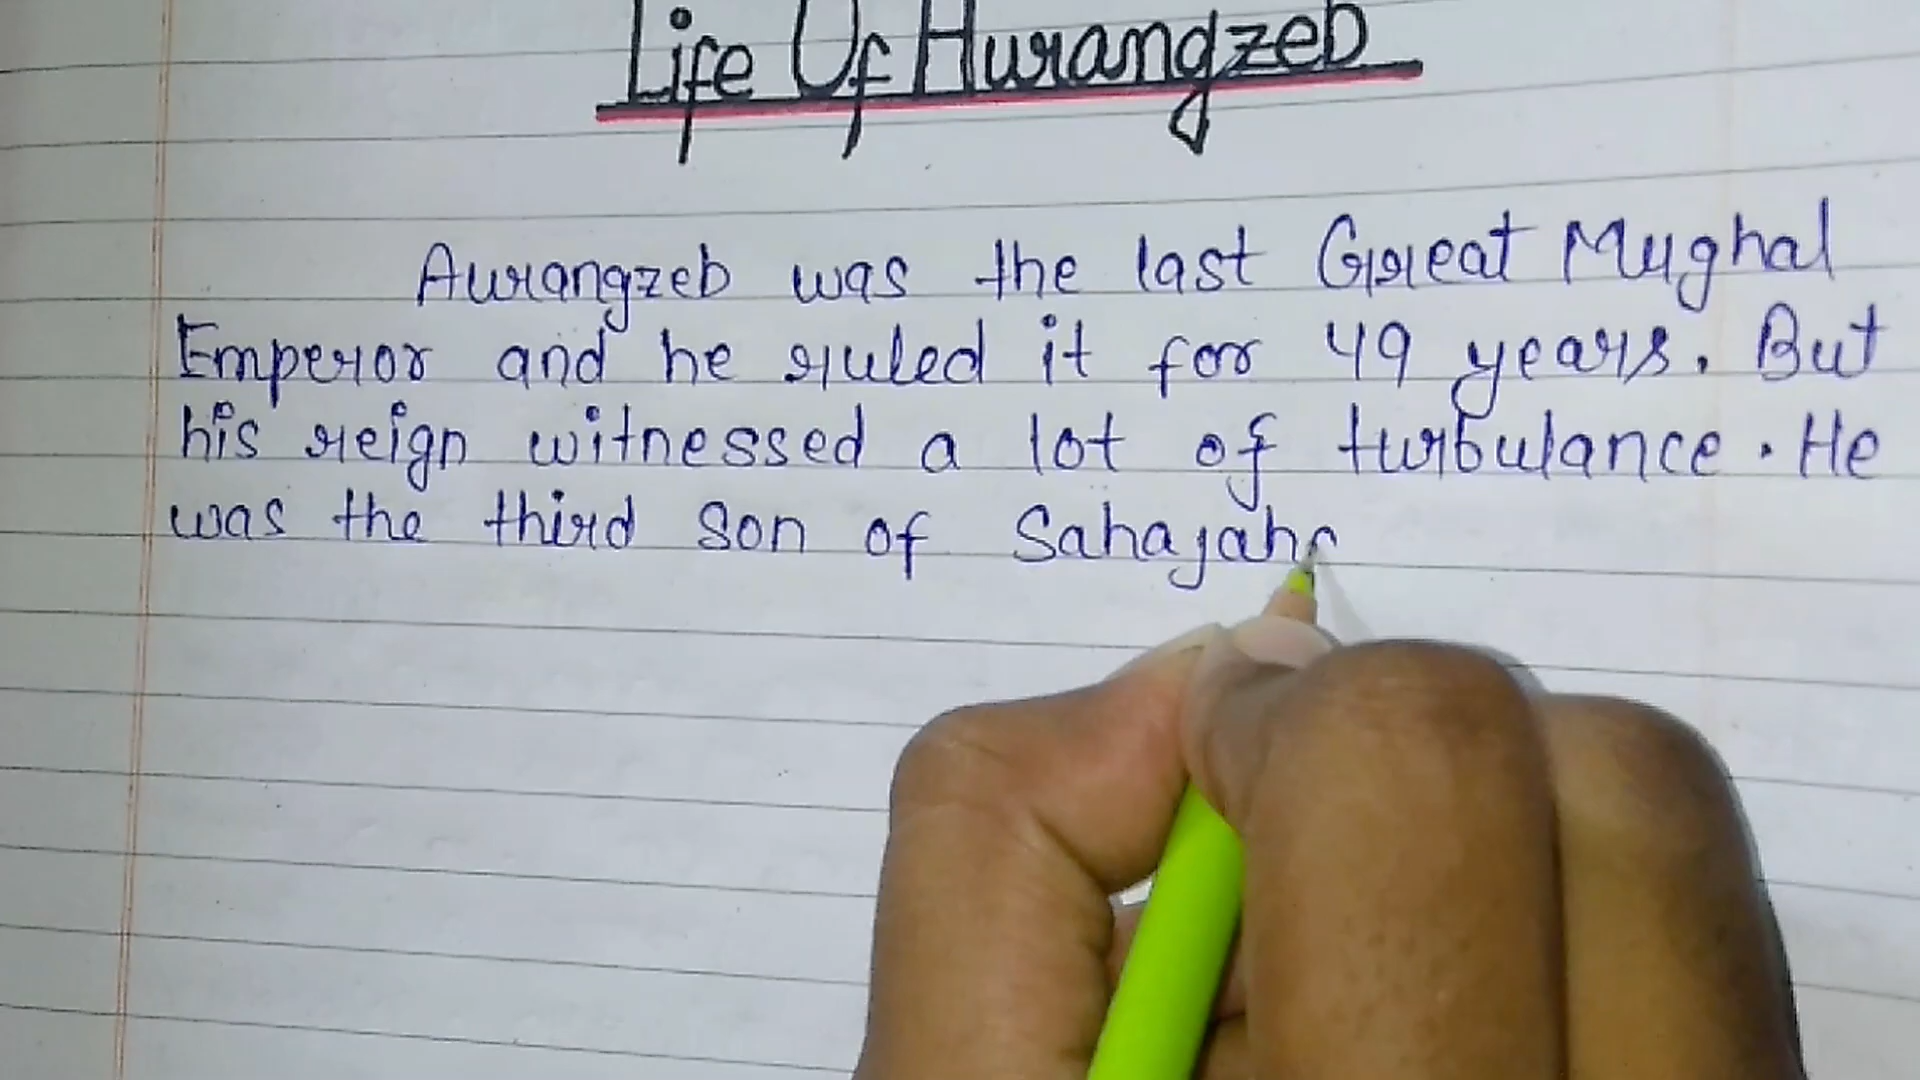 Life Of Aurangzeb
Aurangzeb was the last Great Mughal
Emperor and he ruled it for 49 years. But
his reign witnessed a lot of turbulance. He
was the third son of Sahajaha